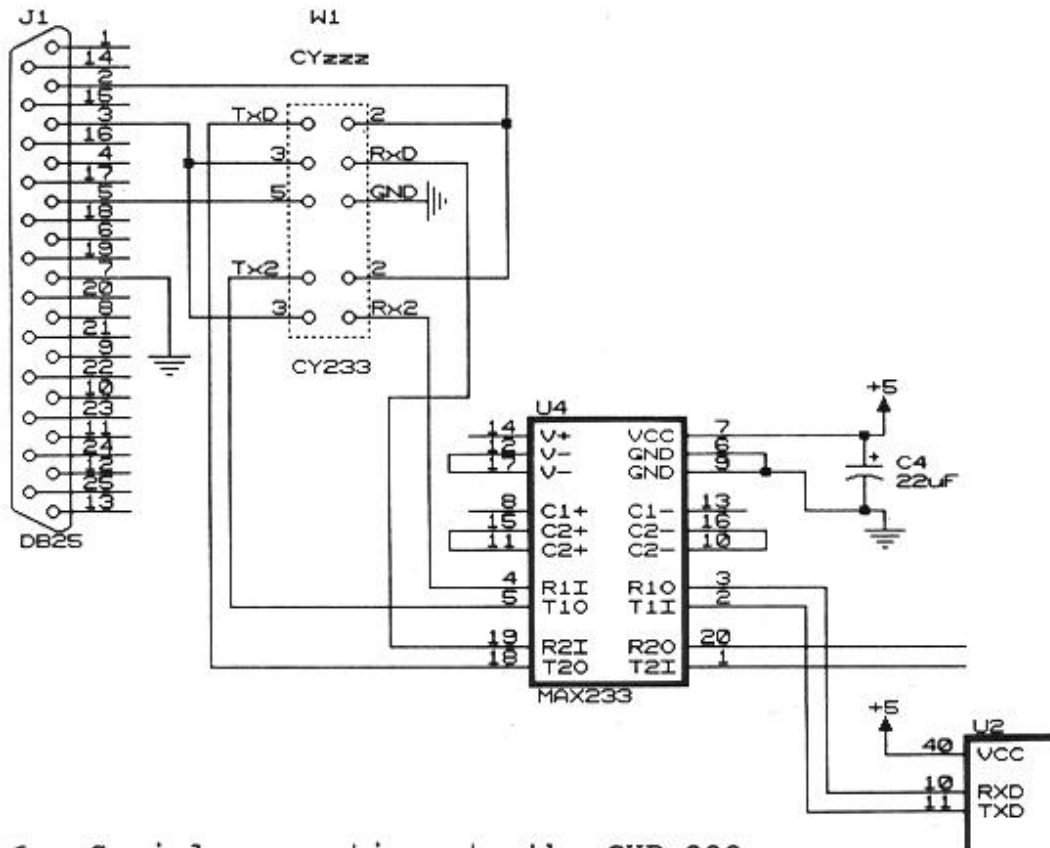 J1
W1
CYzzz
1
14
2
15
3
16
4
17
5
18
6
19
7
20
8
21
9
22
10
23
11
24
12
25
13
DB25
TxD 2
3 RxD
5 GND
Tx2 2
3 Rx2
CY233
U4
14 V+ VCC 7
12 V- GND 6
17 V- GND 9
8 C1+ C1- 13
15 C2+ C2- 16
11 C2+ C2- 10
4 R1I R1O 3
5 T1O T1I 2
19 R2I R2O 20
18 T2O T2I 1
MAX233
+5
C4
22uF
+
+5
U2
40 VCC
10 RXD
11 TXD